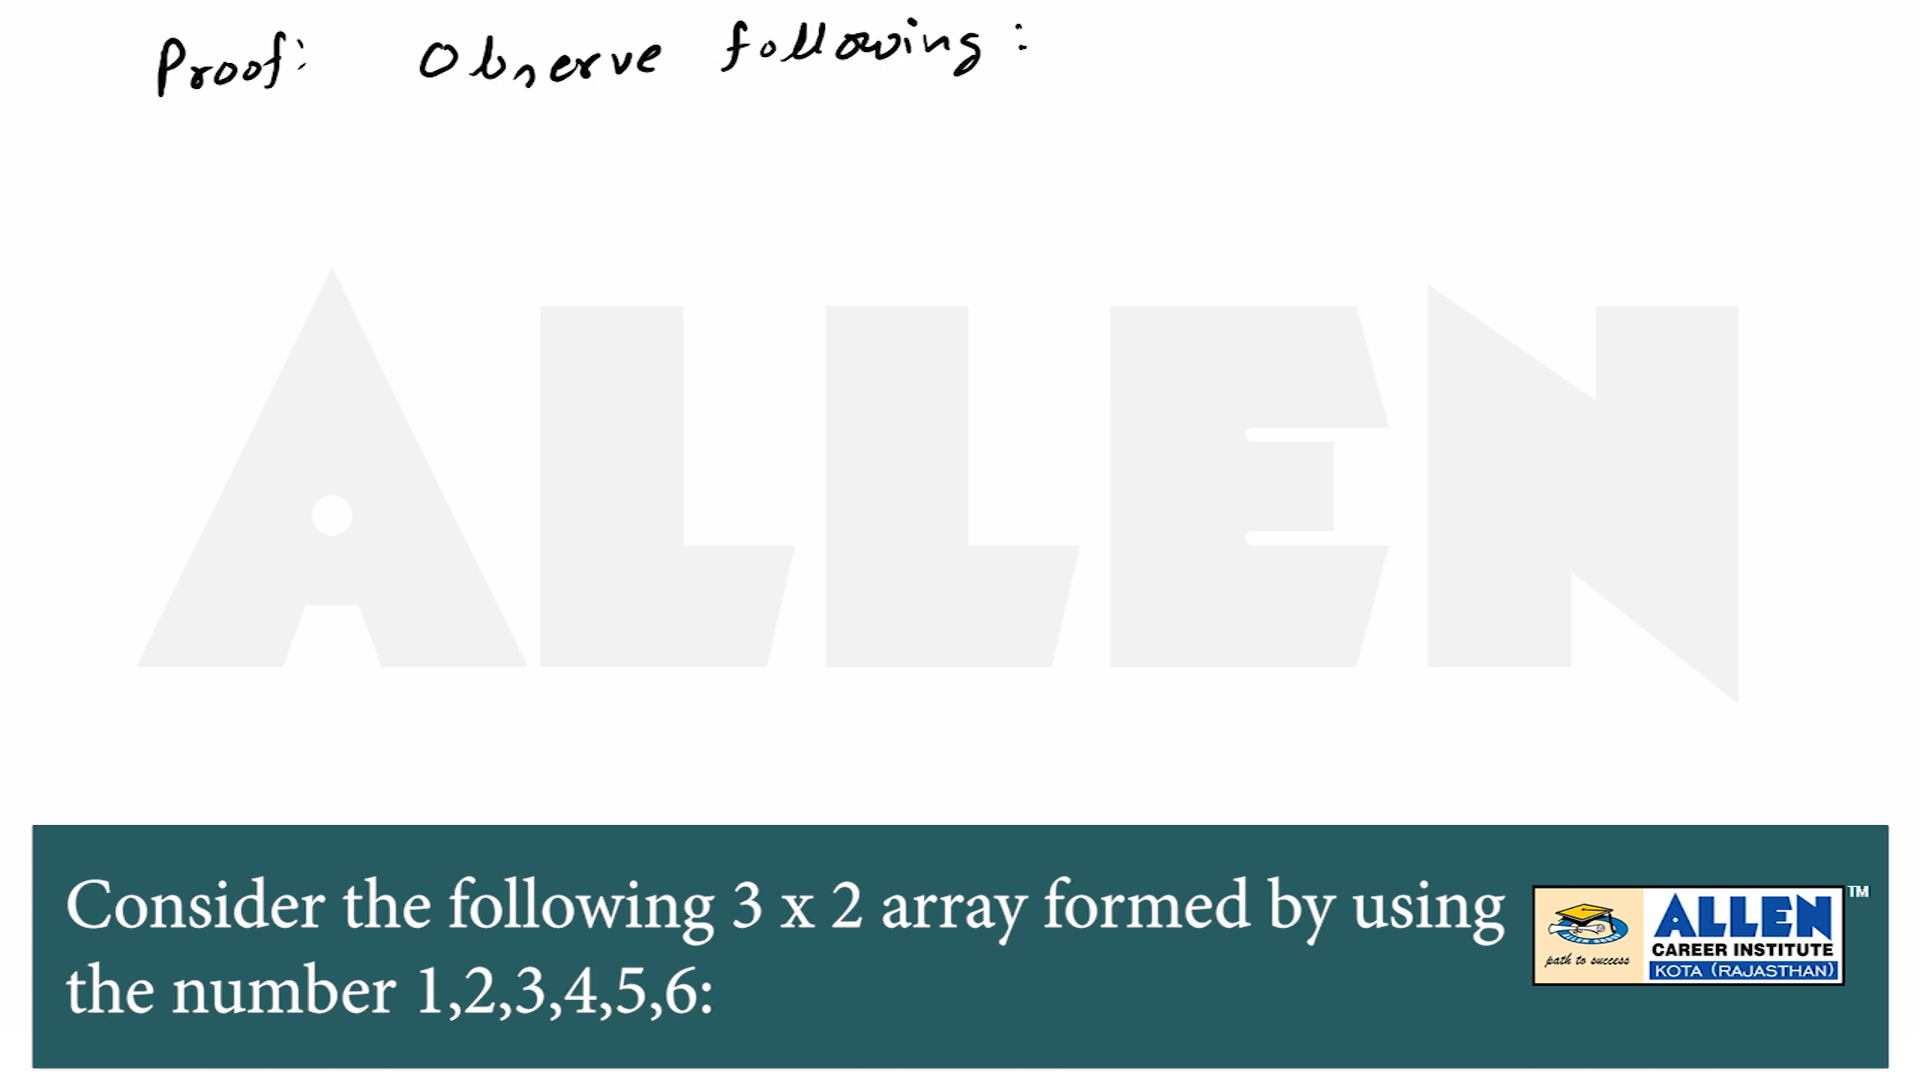 Proof: Observe following:
ALLEN
Consider the following 3 x 2 array formed by using
the number 1,2,3,4,5,6:
ALLEN TM
CAREER INSTITUTE
path to success
KOTA (RAJASTHAN)